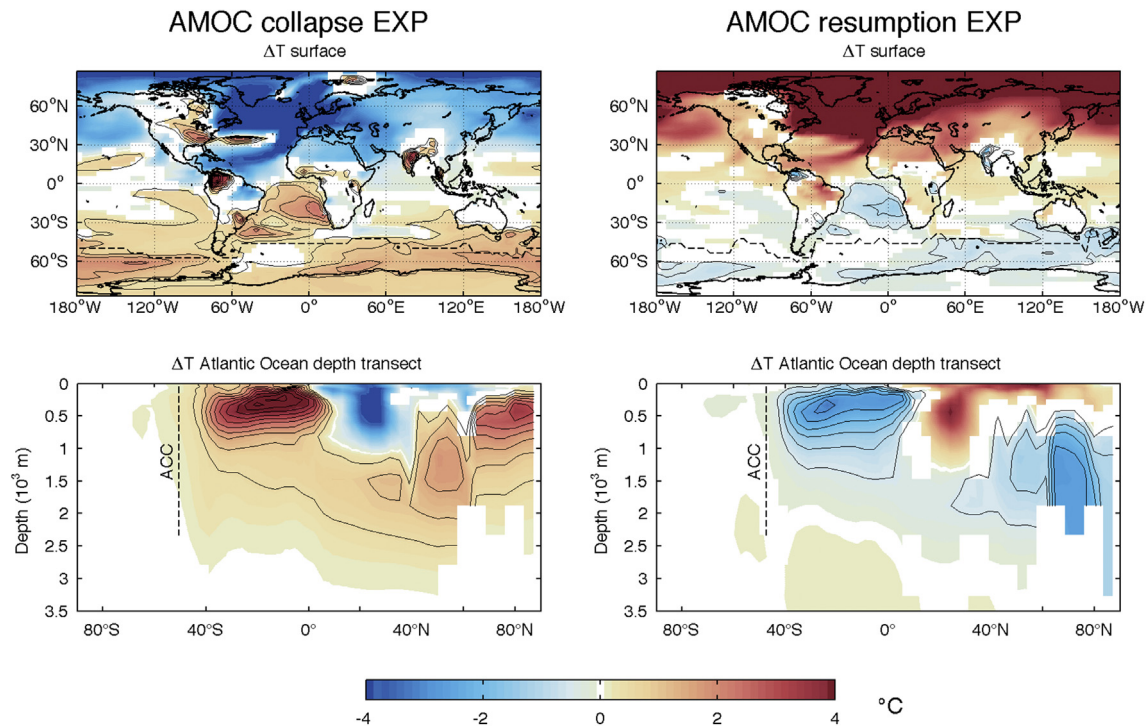 AMOC collapse EXP
ΔT surface
60°N
30°N
0°
30°S
60°S
180°W 120°W 60°W 0° 60°E 120°E 180°W
AMOC resumption EXP
ΔT surface
60°N
30°N
0°
30°S
60°S
180°W 120°W 60°W 0° 60°E 120°E 180°W
ΔT Atlantic Ocean depth transect
Depth (10³ m)
0
0.5
1
1.5
2
2.5
3
3.5
ACC
80°S 40°S 0° 40°N 80°N
ΔT Atlantic Ocean depth transect
Depth (10³ m)
0
0.5
1
1.5
2
2.5
3
3.5
ACC
80°S 40°S 0° 40°N 80°N
-4 -2 0 2 4 °C